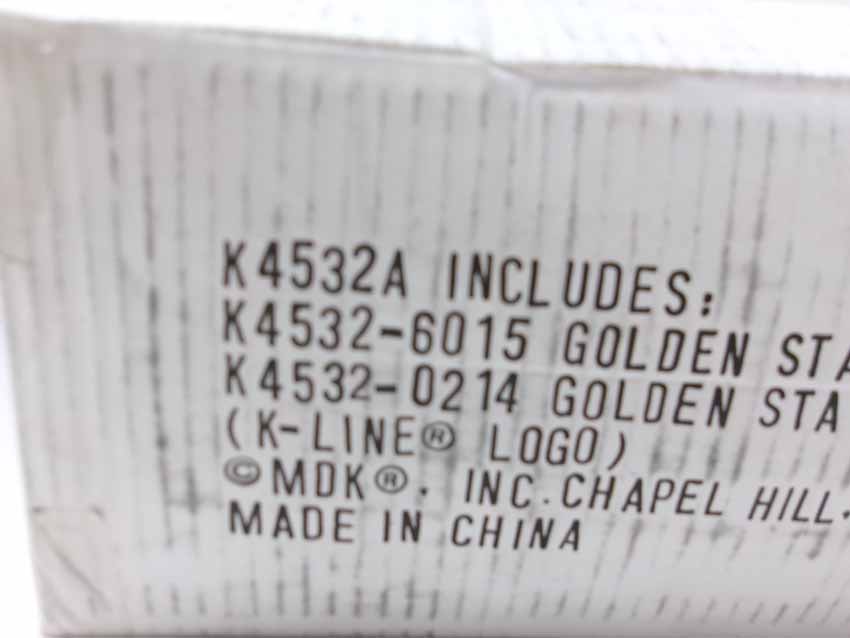 K4532A INCLUDES:
K4532-6015 GOLDEN STA
K4532-0214 GOLDEN STA
(K-LINE® LOGO)
©MDK®. INC. CHAPEL HILL.
MADE IN CHINA